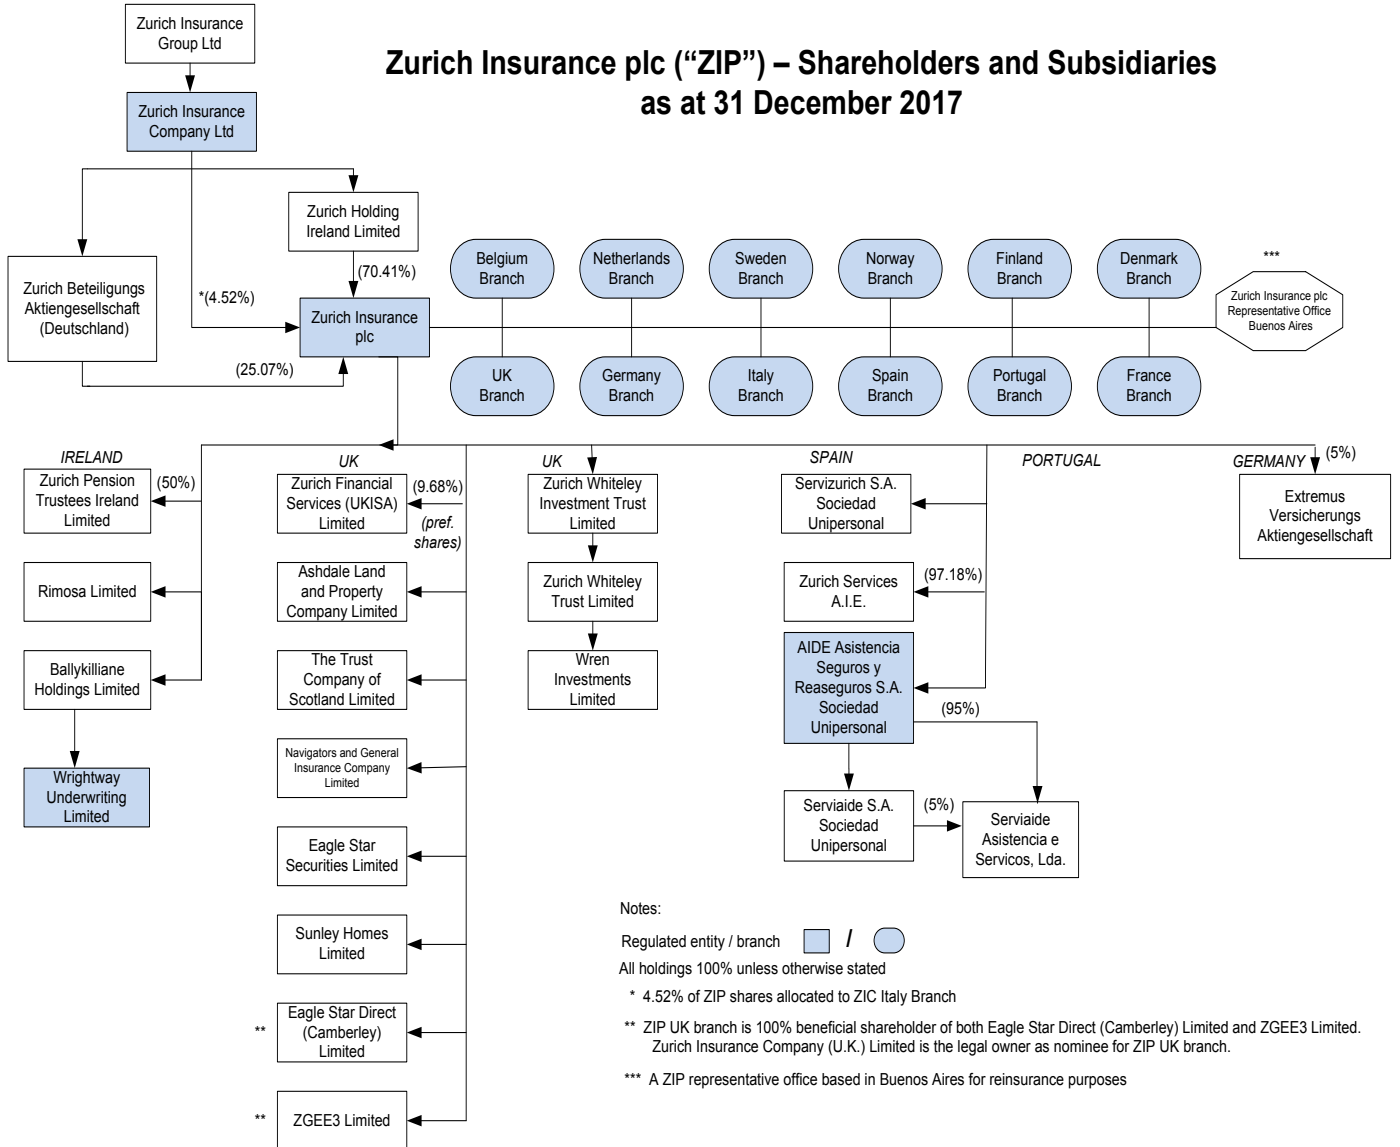 Zurich Insurance
Group Ltd
Zurich Insurance plc (“ZIP”) – Shareholders and Subsidiaries
as at 31 December 2017
Zurich Insurance
Company Ltd
Zurich Holding
Ireland Limited
Zurich Beteiligungs
Aktiengesellschaft
(Deutschland)
*(4.52%)
(70.41%)
(25.07%)
Zurich Insurance
plc
Belgium
Branch
Netherlands
Branch
Sweden
Branch
Norway
Branch
Finland
Branch
Denmark
Branch
***
Zurich Insurance plc
Representative Office
Buenos Aires
UK
Branch
Germany
Branch
Italy
Branch
Spain
Branch
Portugal
Branch
France
Branch
IRELAND
Zurich Pension
Trustees Ireland
Limited
(50%)
Rimosa Limited
Ballykilliane
Holdings Limited
Wrightway
Underwriting
Limited
UK
Zurich Financial
Services (UKISA)
Limited
(9.68%)
(pref.
shares)
Ashdale Land
and Property
Company Limited
The Trust
Company
of Scotland Limited
Navigators and General
Insurance Company
Limited
Eagle Star
Securities Limited
Sunley Homes
Limited
**
Eagle Star Direct
(Camberley)
Limited
**
ZGEE3 Limited
UK
Zurich Whiteley
Investment Trust
Limited
Zurich Whiteley
Trust Limited
Wren
Investments
Limited
SPAIN
Servizurich S.A.
Sociedad
Unipersonal
Zurich Services
A.I.E.
(97.18%)
AIDE Asistencia
Seguros y
Reaseguros S.A.
Sociedad
Unipersonal
(95%)
Serviaide S.A.
Sociedad
Unipersonal
(5%)
PORTUGAL
Serviaide
Asistencia e
Servicos, Lda.
GERMANY
(5%)
Extremus
Versicherungs
Aktiengesellschaft
Notes:
Regulated entity / branch /
All holdings 100% unless otherwise stated
* 4.52% of ZIP shares allocated to ZIC Italy Branch
** ZIP UK branch is 100% beneficial shareholder of both Eagle Star Direct (Camberley) Limited and ZGEE3 Limited.
Zurich Insurance Company (U.K.) Limited is the legal owner as nominee for ZIP UK branch.
*** A ZIP representative office based in Buenos Aires for reinsurance purposes